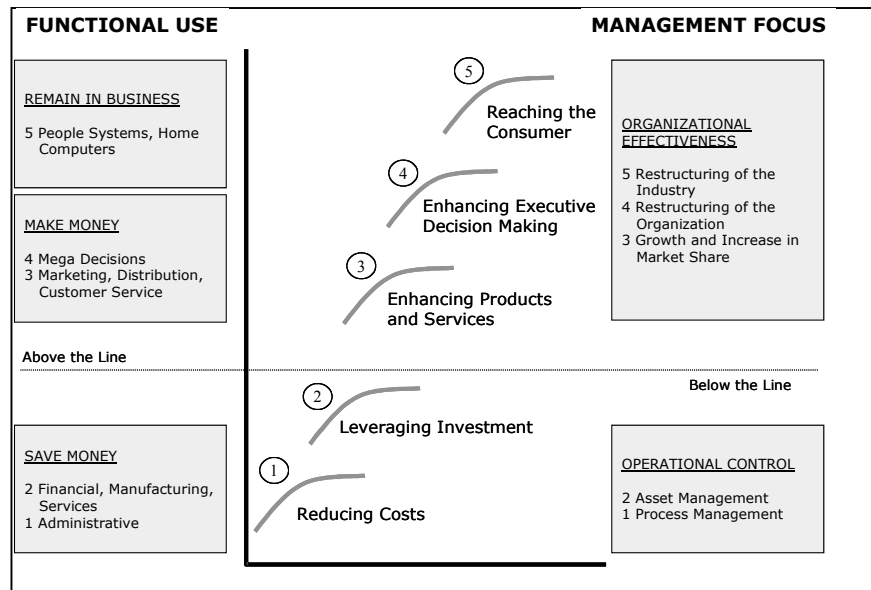 FUNCTIONAL USE
MANAGEMENT FOCUS
REMAIN IN BUSINESS
5 People Systems, Home
Computers
MAKE MONEY
4 Mega Decisions
3 Marketing, Distribution,
Customer Service
Above the Line
SAVE MONEY
2 Financial, Manufacturing,
Services
1 Administrative
5
Reaching the
Consumer
4
Enhancing Executive
Decision Making
3
Enhancing Products
and Services
2
Leveraging Investment
1
Reducing Costs
ORGANIZATIONAL
EFFECTIVENESS
5 Restructuring of the
Industry
4 Restructuring of the
Organization
3 Growth and Increase in
Market Share
Below the Line
OPERATIONAL CONTROL
2 Asset Management
1 Process Management